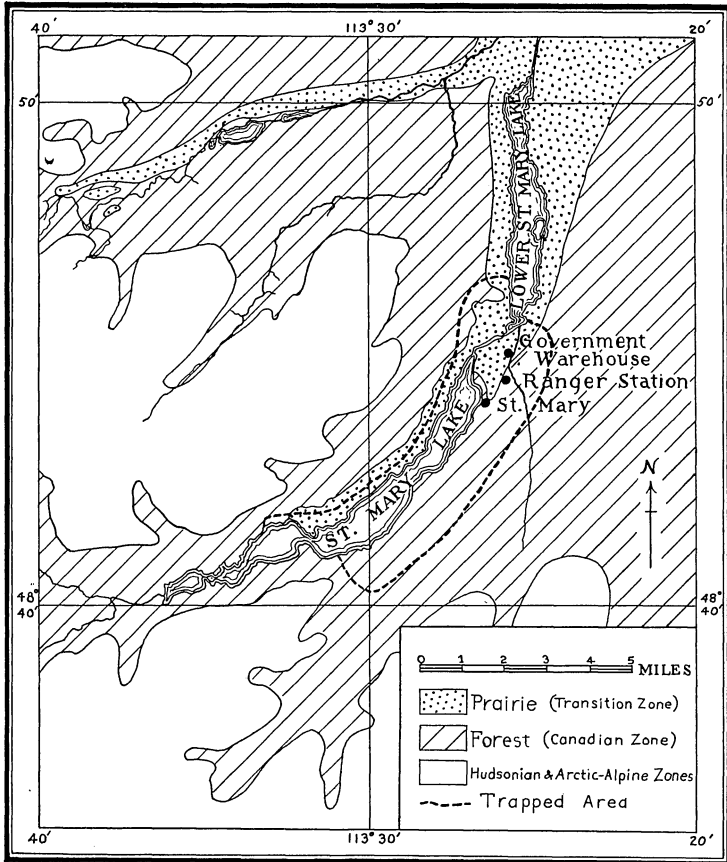 40'
113° 30'
20'
50'
50'
LOWER ST. MARY LAKE
Government
Warehouse
Ranger Station
St. Mary
ST. MARY LAKE
N
48°
40'
48°
40'
0 1 2 3 4 5 MILES
Prairie (Transition Zone)
Forest (Canadian Zone)
Hudsonian & Arctic-Alpine Zones
Trapped Area
40'
113° 30'
20'